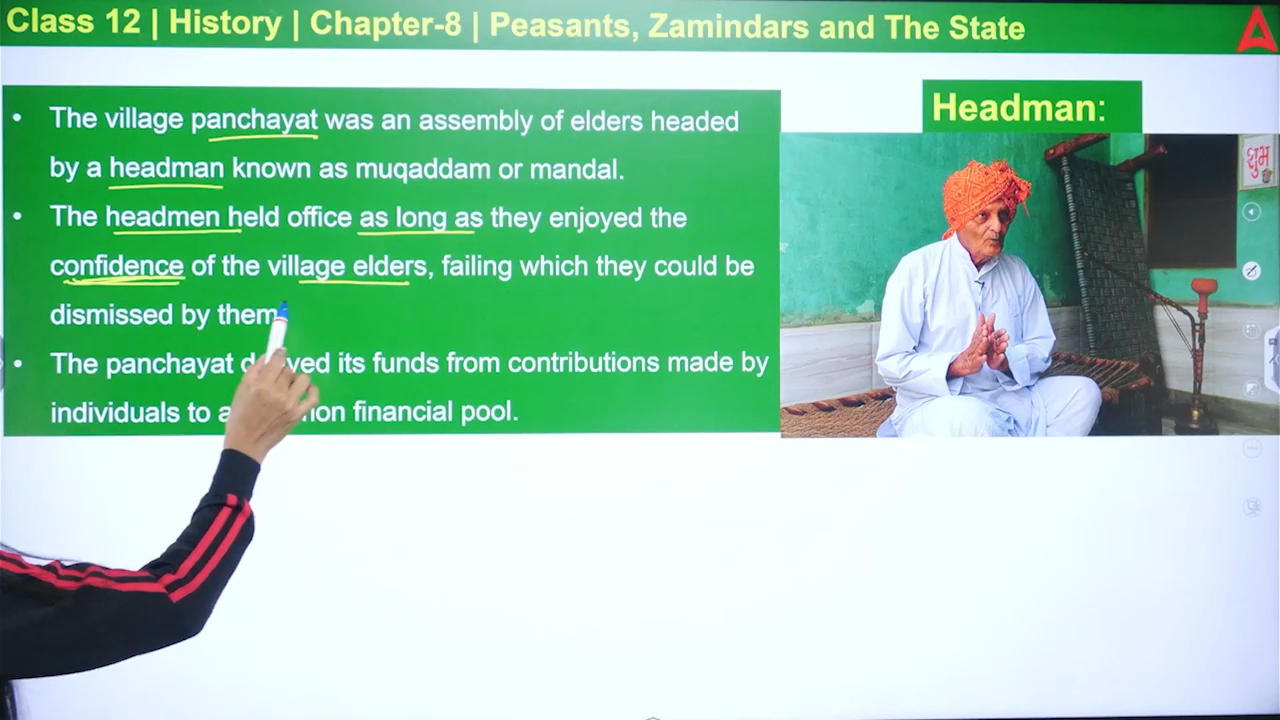 Class 12 | History | Chapter-8 | Peasants, Zamindars and The State
Headman:
• The village panchayat was an assembly of elders headed
by a headman known as muqaddam or mandal.
• The headmen held office as long as they enjoyed the
confidence of the village elders, failing which they could be
dismissed by them
• The panchayat its funds from contributions made by
individuals to financial pool.
शुभ